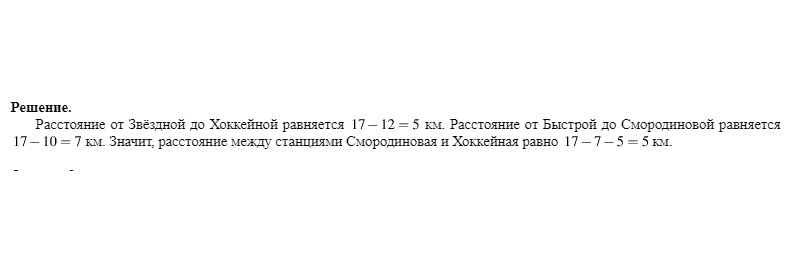 Решение.
Расстояние от Звёздной до Хоккейной равняется 17 − 12 = 5 км. Расстояние от Быстрой до Смородиновой равняется
17 − 10 = 7 км. Значит, расстояние между станциями Смородиновая и Хоккейная равно 17 − 7 − 5 = 5 км.